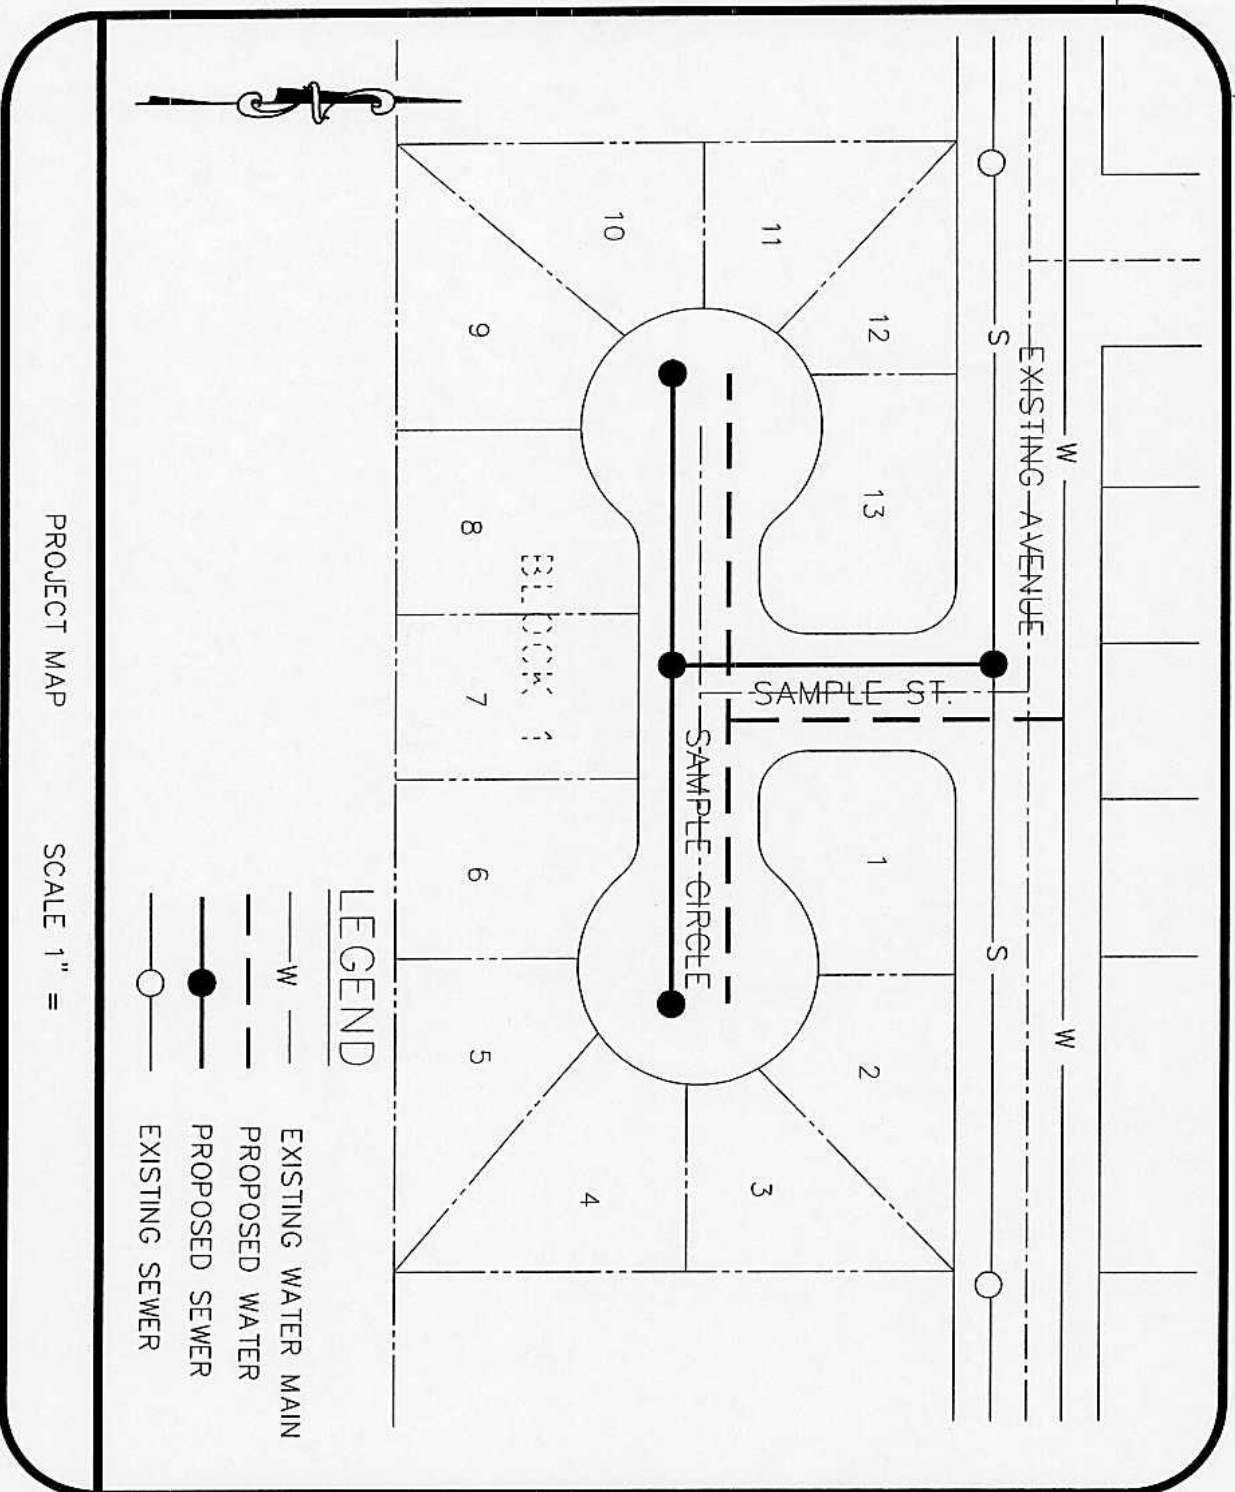 W
W
EXISTING AVENUE
S
S
12
13
1
2
11
SAMPLE ST.
3
10
SAMPLE CIRCLE
4
BLOCK 1
9
8
7
6
5
LEGEND
W EXISTING WATER MAIN
PROPOSED WATER
PROPOSED SEWER
EXISTING SEWER
PROJECT MAP SCALE 1" =